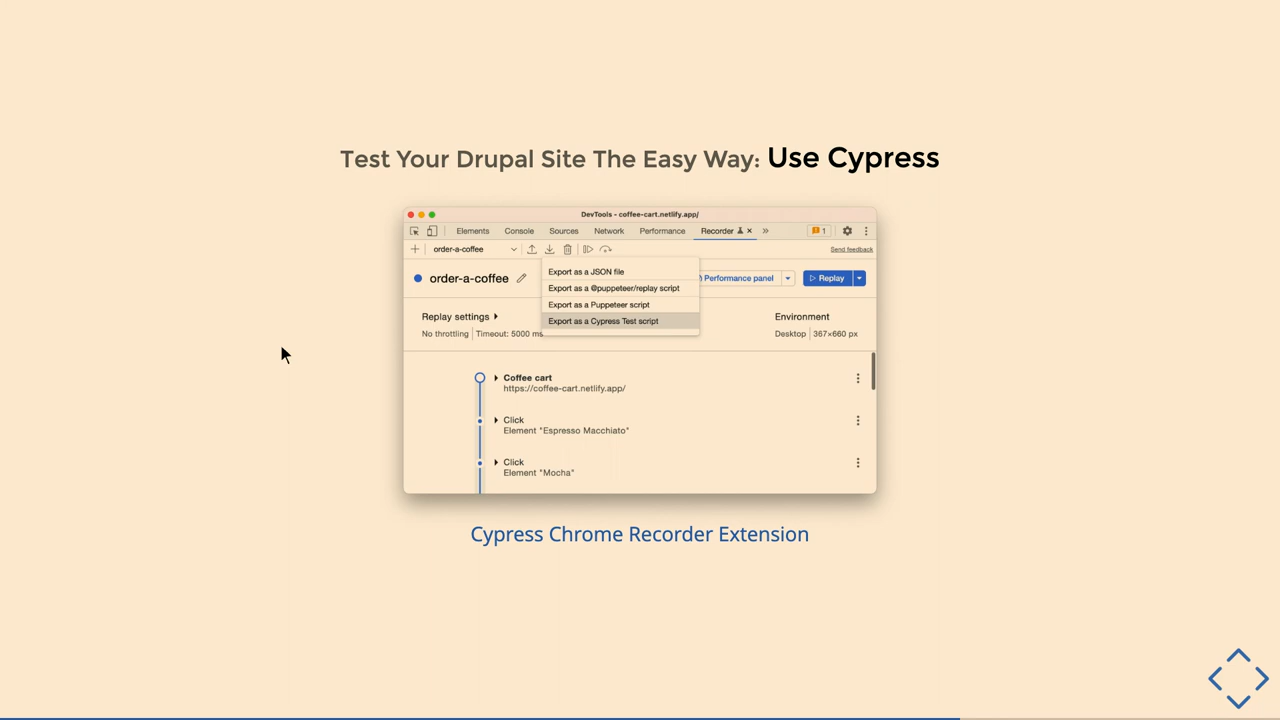 Test Your Drupal Site The Easy Way: Use Cypress
DevTools - coffee-cart.netlify.app/
Elements Console Sources Network Performance Recorder 1
order-a-coffee Send feedback
Export as a JSON file
order-a-coffee Performance panel Replay
Export as a @puppeteer/replay script
Export as a Puppeteer script
Replay settings Environment
Export as a Cypress Test script
No throttling Timeout: 5000 ms Desktop 367×660 px
Coffee cart
https://coffee-cart.netlify.app/
Click
Element "Espresso Macchiato"
Click
Element "Mocha"
Cypress Chrome Recorder Extension